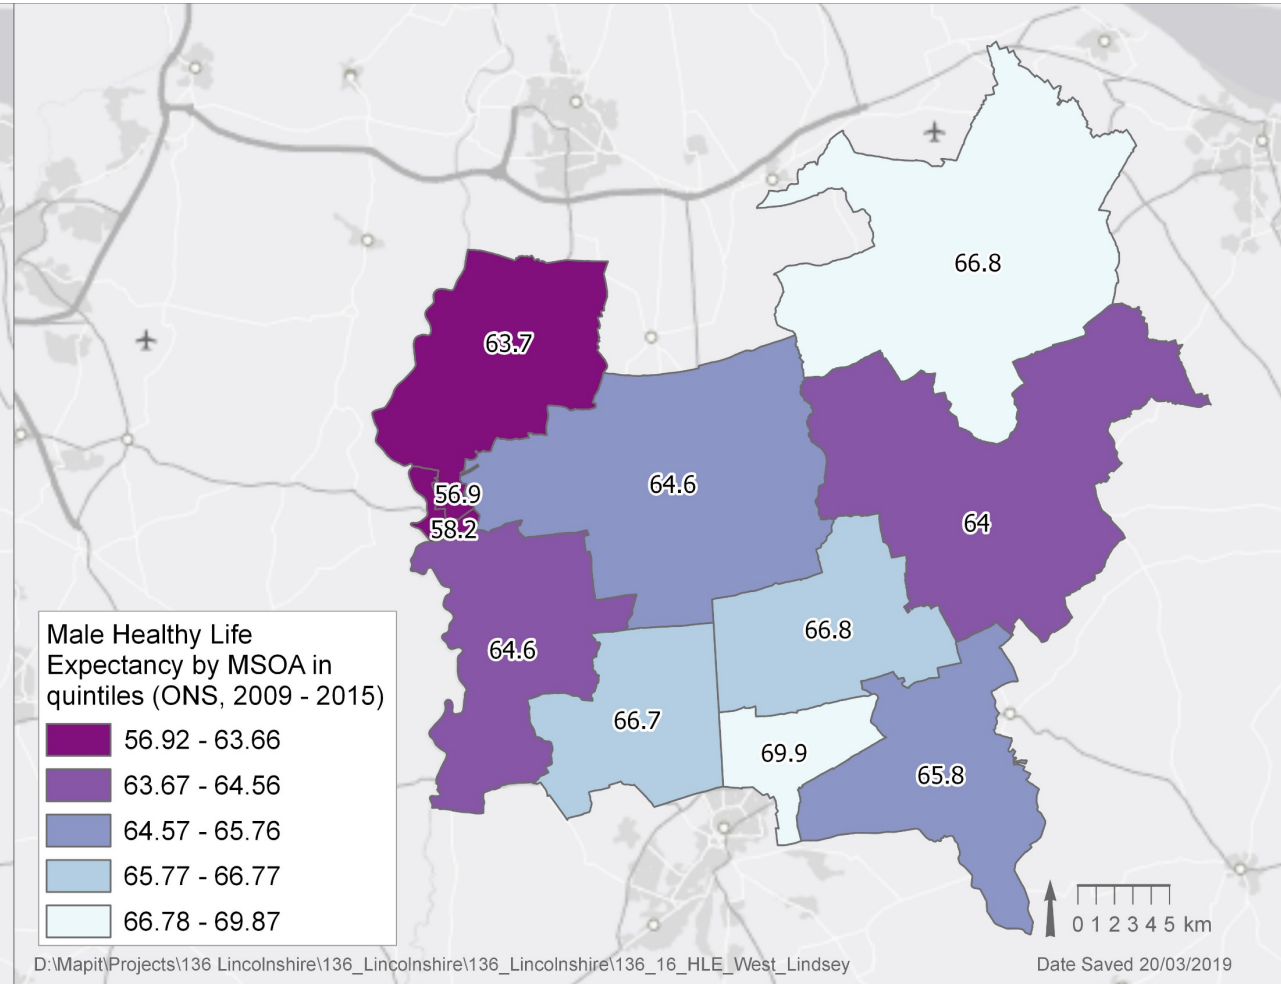 66.8
63.7
64.6
56.9
64
58.2
66.8
64.6
66.7
69.9
65.8
Male Healthy Life
Expectancy by MSOA in
quintiles (ONS, 2009 - 2015)
56.92 - 63.66
63.67 - 64.56
64.57 - 65.76
65.77 - 66.77
66.78 - 69.87
0 1 2 3 4 5 km
D:\Mapit\Projects\136 Lincolnshire\136_Lincolnshire\136_Lincolnshire\136_16_HLE_West_Lindsey
Date Saved 20/03/2019